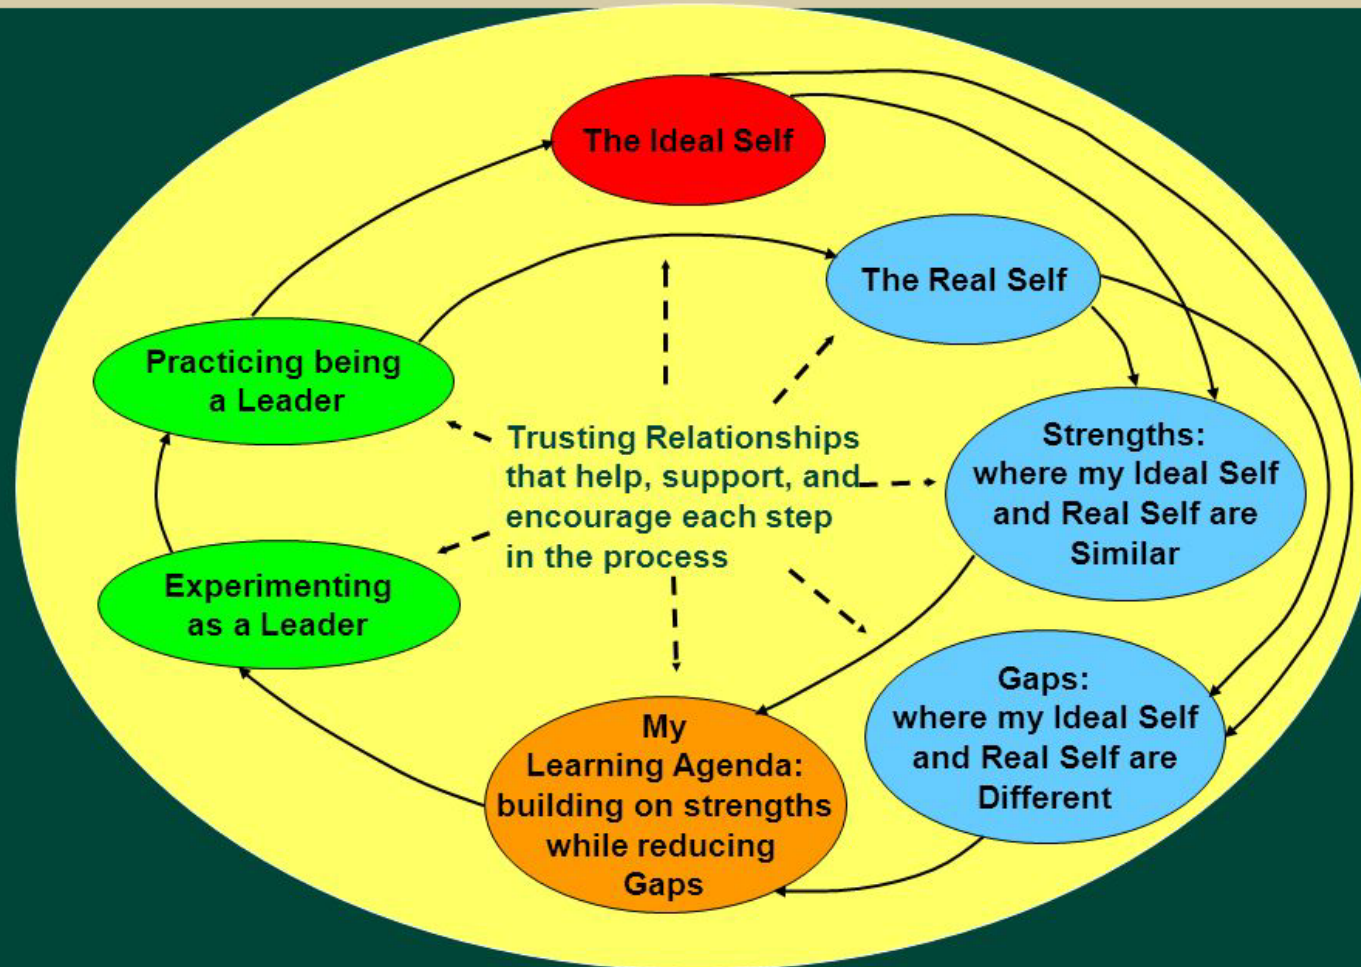 The Ideal Self
The Real Self
Practicing being
a Leader
Trusting Relationships
that help, support, and
encourage each step
in the process
Strengths:
where my Ideal Self
and Real Self are
Similar
Experimenting
as a Leader
Gaps:
where my Ideal Self
and Real Self are
Different
My
Learning Agenda:
building on strengths
while reducing
Gaps